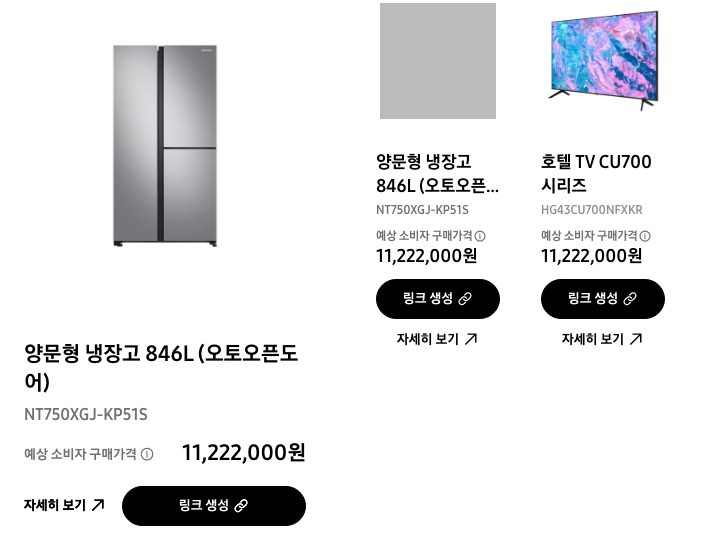 양문형 냉장고 846L (오토오픈도
어)
NT750XGJ-KP51S
예상 소비자 구매가격
11,222,000원
자세히 보기
링크 생성
양문형 냉장고
846L (오토오픈...
NT750XGJ-KP51S
예상 소비자 구매가격
11,222,000원
링크 생성
자세히 보기
호텔 TV CU700
시리즈
HG43CU700NFXKR
예상 소비자 구매가격
11,222,000원
링크 생성
자세히 보기